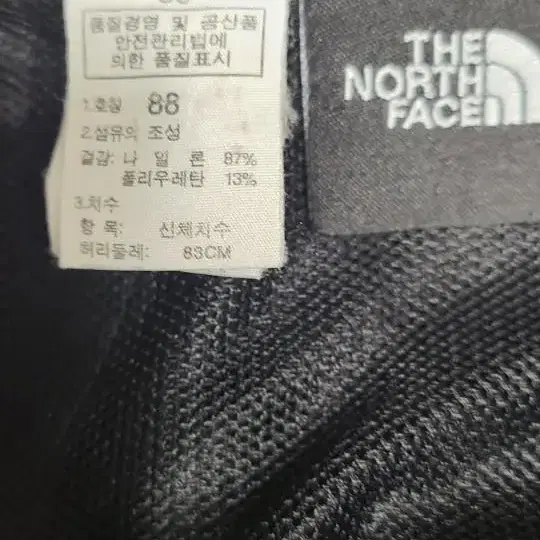 품질경영 및 공산품
안전관리법에
의한 품질표시
1.호칭 88
2.섬유의 조성
겉감: 나 일 론 87%
폴리우레탄 13%
3.치수
항 목: 신체치수
허리둘레: 83CM
THE
NORTH
FACE